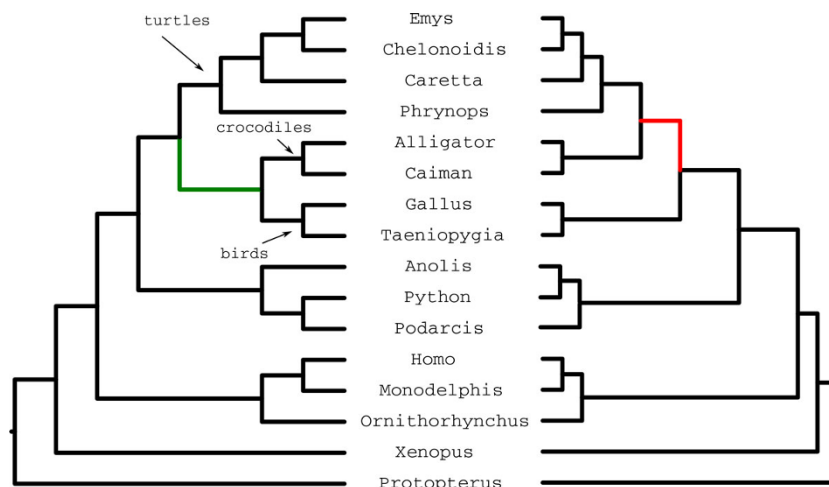 turtles
Emys
Chelonoidis
Caretta
Phrynops
crocodiles
Alligator
Caiman
Gallus
Taeniopygia
birds
Anolis
Python
Podarcis
Homo
Monodelphis
Ornithorhynchus
Xenopus
Protopterus